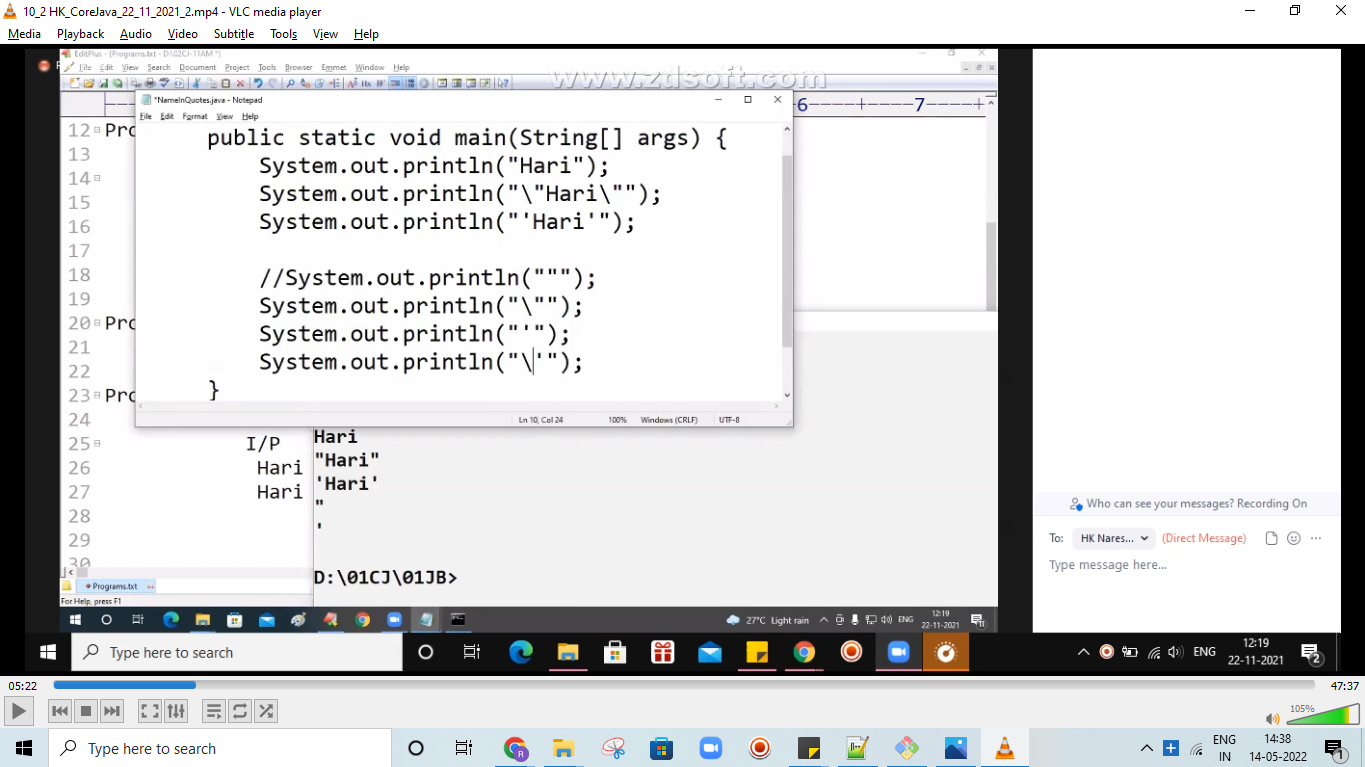 10_2 HK_CoreJava_22_11_2021_2.mp4 - VLC media player
Media Playback Audio Video Subtitle Tools View Help
EditPlus - [Programs.txt - D:\02CJ-11AM *]
File Edit View Search Document Project Tools Browser Emmet Window Help
www.zdsoft.com
*NameInQuotes.java - Notepad
File Edit Format View Help
6----+----7----+
public static void main(String[] args) {
System.out.println("Hari");
System.out.println("\"Hari\"");
System.out.println("'Hari'");
//System.out.println(""");
System.out.println("\"");
System.out.println("'");
System.out.println("\'");
}
Ln 10, Col 24 100% Windows (CRLF) UTF-8
12 Pro
13
14
15
16
17
18
19
20 Pro
21
22
23 Pro
24
25 I/P
26 Hari
27 Hari
28
29
30
Hari
"Hari"
'Hari'
"
'
D:\01CJ\01JB>
Programs.txt
For Help, press F1
27°C Light rain ENG 12:19
22-11-2021
Who can see your messages? Recording On
To: HK Nares... (Direct Message)
Type message here...
Type here to search
ENG 12:19
22-11-2021
2
05:22 47:37
105%
Type here to search
R
ENG
IN
14:38
14-05-2022
1